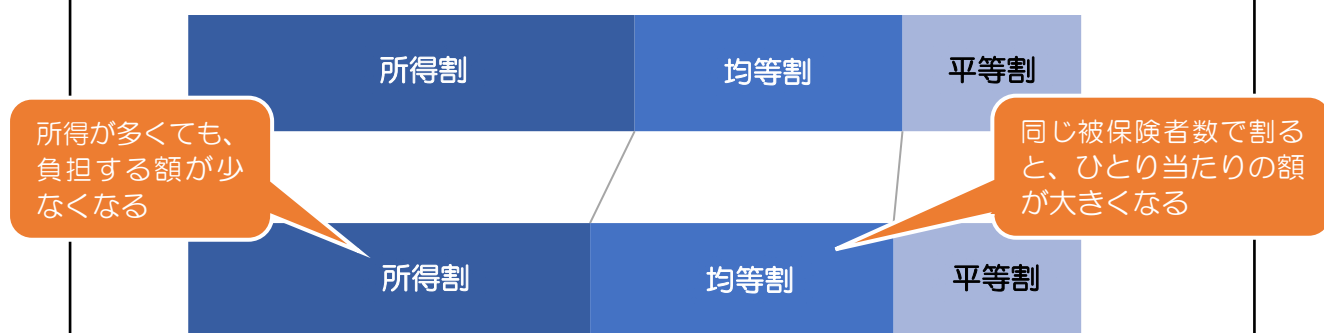 所得割
均等割
平等割
所得が多くても、
負担する額が少
なくなる
同じ被保険者数で割る
と、ひとり当たりの額
が大きくなる
所得割
均等割
平等割